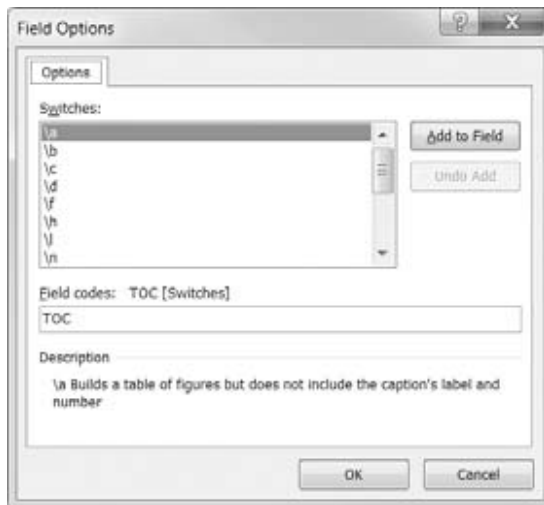 Field Options
Options
Switches:
\a
Add to Field
\b
\c
Undo Add
\d
\f
\h
\l
\n
Field codes: TOC [Switches]
TOC
Description
\a Builds a table of figures but does not include the caption's label and
number
OK
Cancel